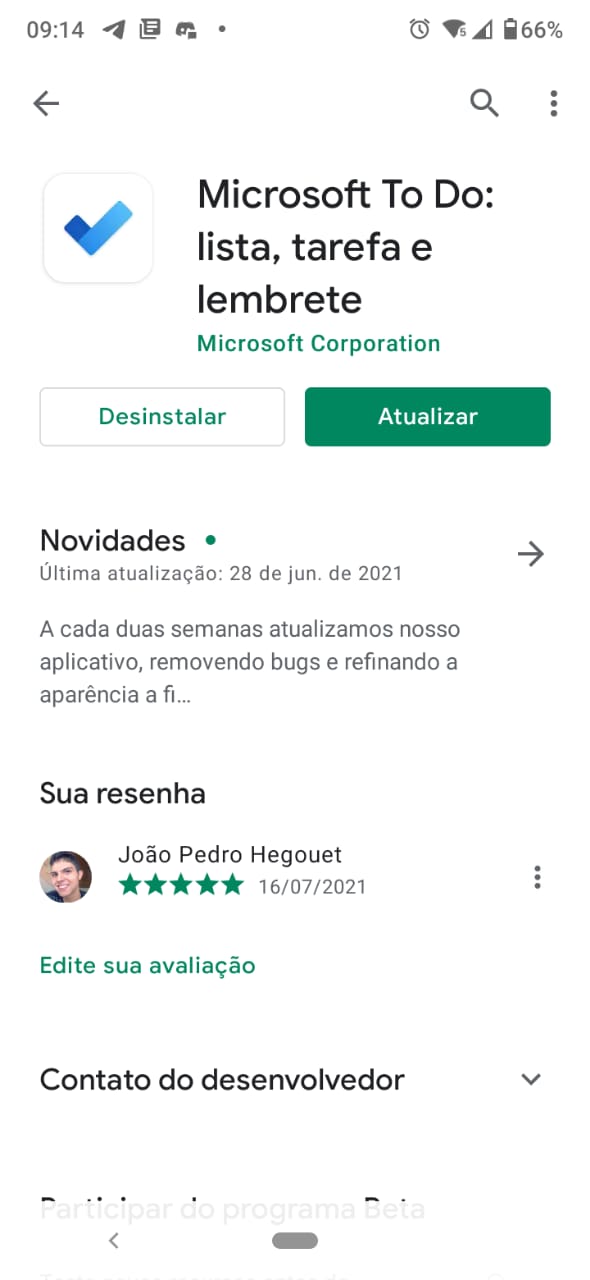 09:14
66%
Microsoft To Do:
lista, tarefa e
lembrete
Microsoft Corporation
Desinstalar
Atualizar
Novidades
Última atualização: 28 de jun. de 2021
A cada duas semanas atualizamos nosso
aplicativo, removendo bugs e refinando a
aparência a fi…
Sua resenha
João Pedro Hegouet
16/07/2021
Edite sua avaliação
Contato do desenvolvedor
Participar do programa Beta